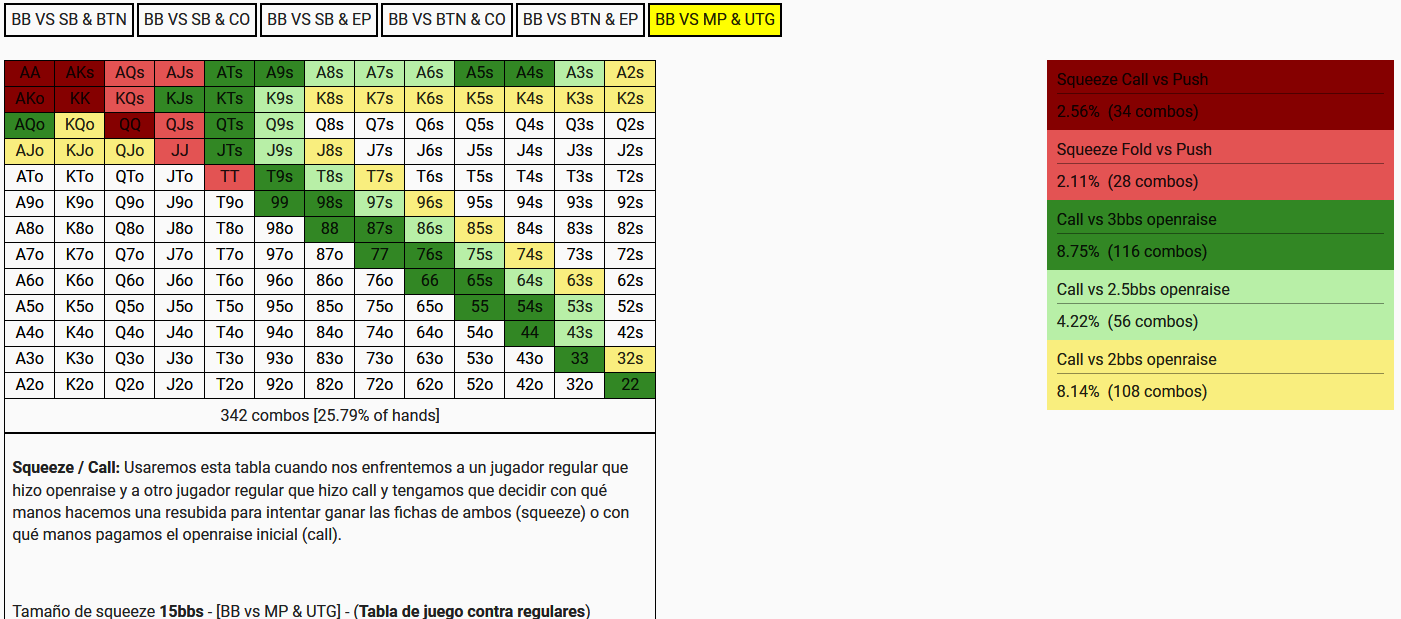 BB VS SB & BTN BB VS SB & CO BB VS SB & EP BB VS BTN & CO BB VS BTN & EP BB VS MP & UTG
AA AKs AQs AJs ATs A9s A8s A7s A6s A5s A4s A3s A2s
AKo KK KQs KJs KTs K9s K8s K7s K6s K5s K4s K3s K2s
AQo KQo QQ QJs QTs Q9s Q8s Q7s Q6s Q5s Q4s Q3s Q2s
AJo KJo QJo JJ JTs J9s J8s J7s J6s J5s J4s J3s J2s
ATo KTo QTo JTo TT T9s T8s T7s T6s T5s T4s T3s T2s
A9o K9o Q9o J9o T9o 99 98s 97s 96s 95s 94s 93s 92s
A8o K8o Q8o J8o T8o 98o 88 87s 86s 85s 84s 83s 82s
A7o K7o Q7o J7o T7o 97o 87o 77 76s 75s 74s 73s 72s
A6o K6o Q6o J6o T6o 96o 86o 76o 66 65s 64s 63s 62s
A5o K5o Q5o J5o T5o 95o 85o 75o 65o 55 54s 53s 52s
A4o K4o Q4o J4o T4o 94o 84o 74o 64o 54o 44 43s 42s
A3o K3o Q3o J3o T3o 93o 83o 73o 63o 53o 43o 33 32s
A2o K2o Q2o J2o T2o 92o 82o 72o 62o 52o 42o 32o 22
342 combos [25.79% of hands]
Squeeze / Call: Usaremos esta tabla cuando nos enfrentemos a un jugador regular que
hizo openraise y a otro jugador regular que hizo call y tengamos que decidir con qué
manos hacemos una resubida para intentar ganar las fichas de ambos (squeeze) o con
qué manos pagamos el openraise inicial (call).
Tamaño de squeeze 15bbs - [BB vs MP & UTG] - (Tabla de juego contra regulares)
Squeeze Call vs Push
2.56% (34 combos)
Squeeze Fold vs Push
2.11% (28 combos)
Call vs 3bbs openraise
8.75% (116 combos)
Call vs 2.5bbs openraise
4.22% (56 combos)
Call vs 2bbs openraise
8.14% (108 combos)